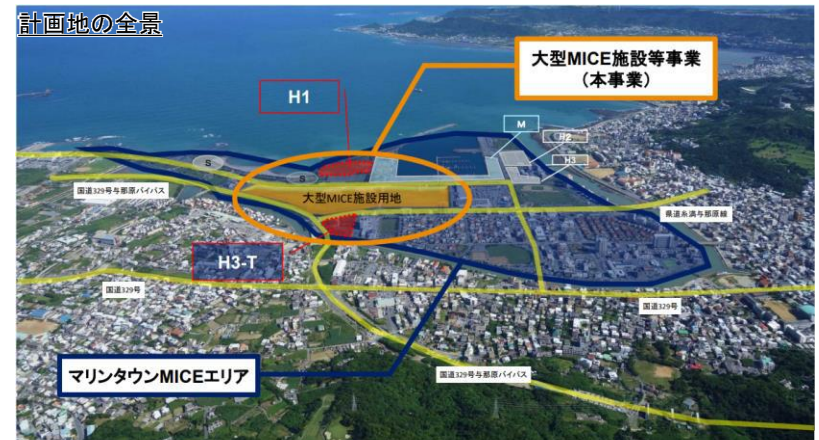 計画地の全景
大型MICE施設等事業
（本事業）
H1
M
H2
H3
S
S
国道329号与那原バイパス
大型MICE施設用地
県道糸満与那原線
H3-T
国道329号
国道329号
マリンタウンMICEエリア
国道329号与那原バイパス